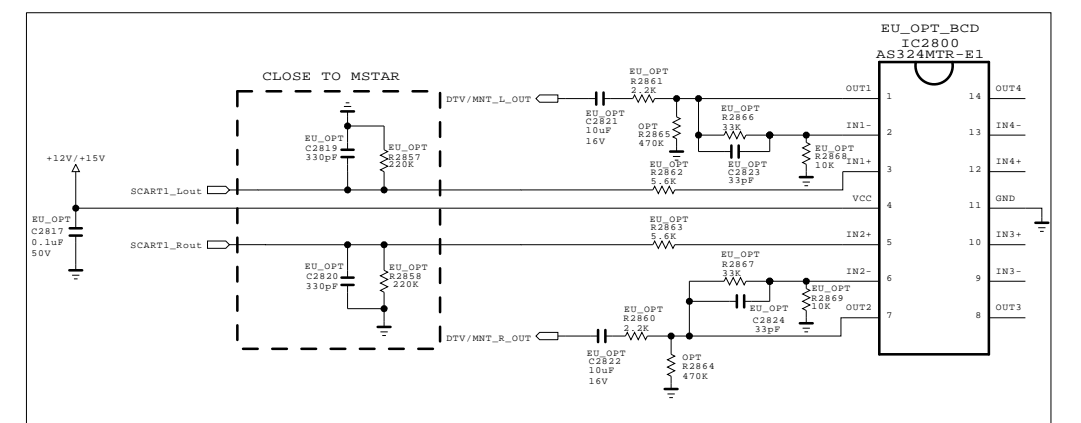 EU_OPT_BCD
IC2800
AS324MTR-E1
CLOSE TO MSTAR
+12V/+15V
EU_OPT
C2817
0.1uF
50V
SCART1_Lout
SCART1_Rout
EU_OPT
C2819
330pF
EU_OPT
R2857
220K
EU_OPT
C2820
330pF
EU_OPT
R2858
220K
DTV/MNT_L_OUT
EU_OPT
C2821
10uF
16V
EU_OPT
R2861
2.2K
OPT
R2865
470K
EU_OPT
R2866
33K
EU_OPT
C2823
33pF
EU_OPT
R2868
10K
EU_OPT
R2862
5.6K
EU_OPT
R2863
5.6K
EU_OPT
R2867
33K
EU_OPT
C2824
33pF
EU_OPT
R2869
10K
DTV/MNT_R_OUT
EU_OPT
C2822
10uF
16V
EU_OPT
R2860
2.2K
OPT
R2864
470K
OUT1 1 14 OUT4
IN1- 2 13 IN4-
IN1+ 3 12 IN4+
VCC 4 11 GND
IN2+ 5 10 IN3+
IN2- 6 9 IN3-
OUT2 7 8 OUT3